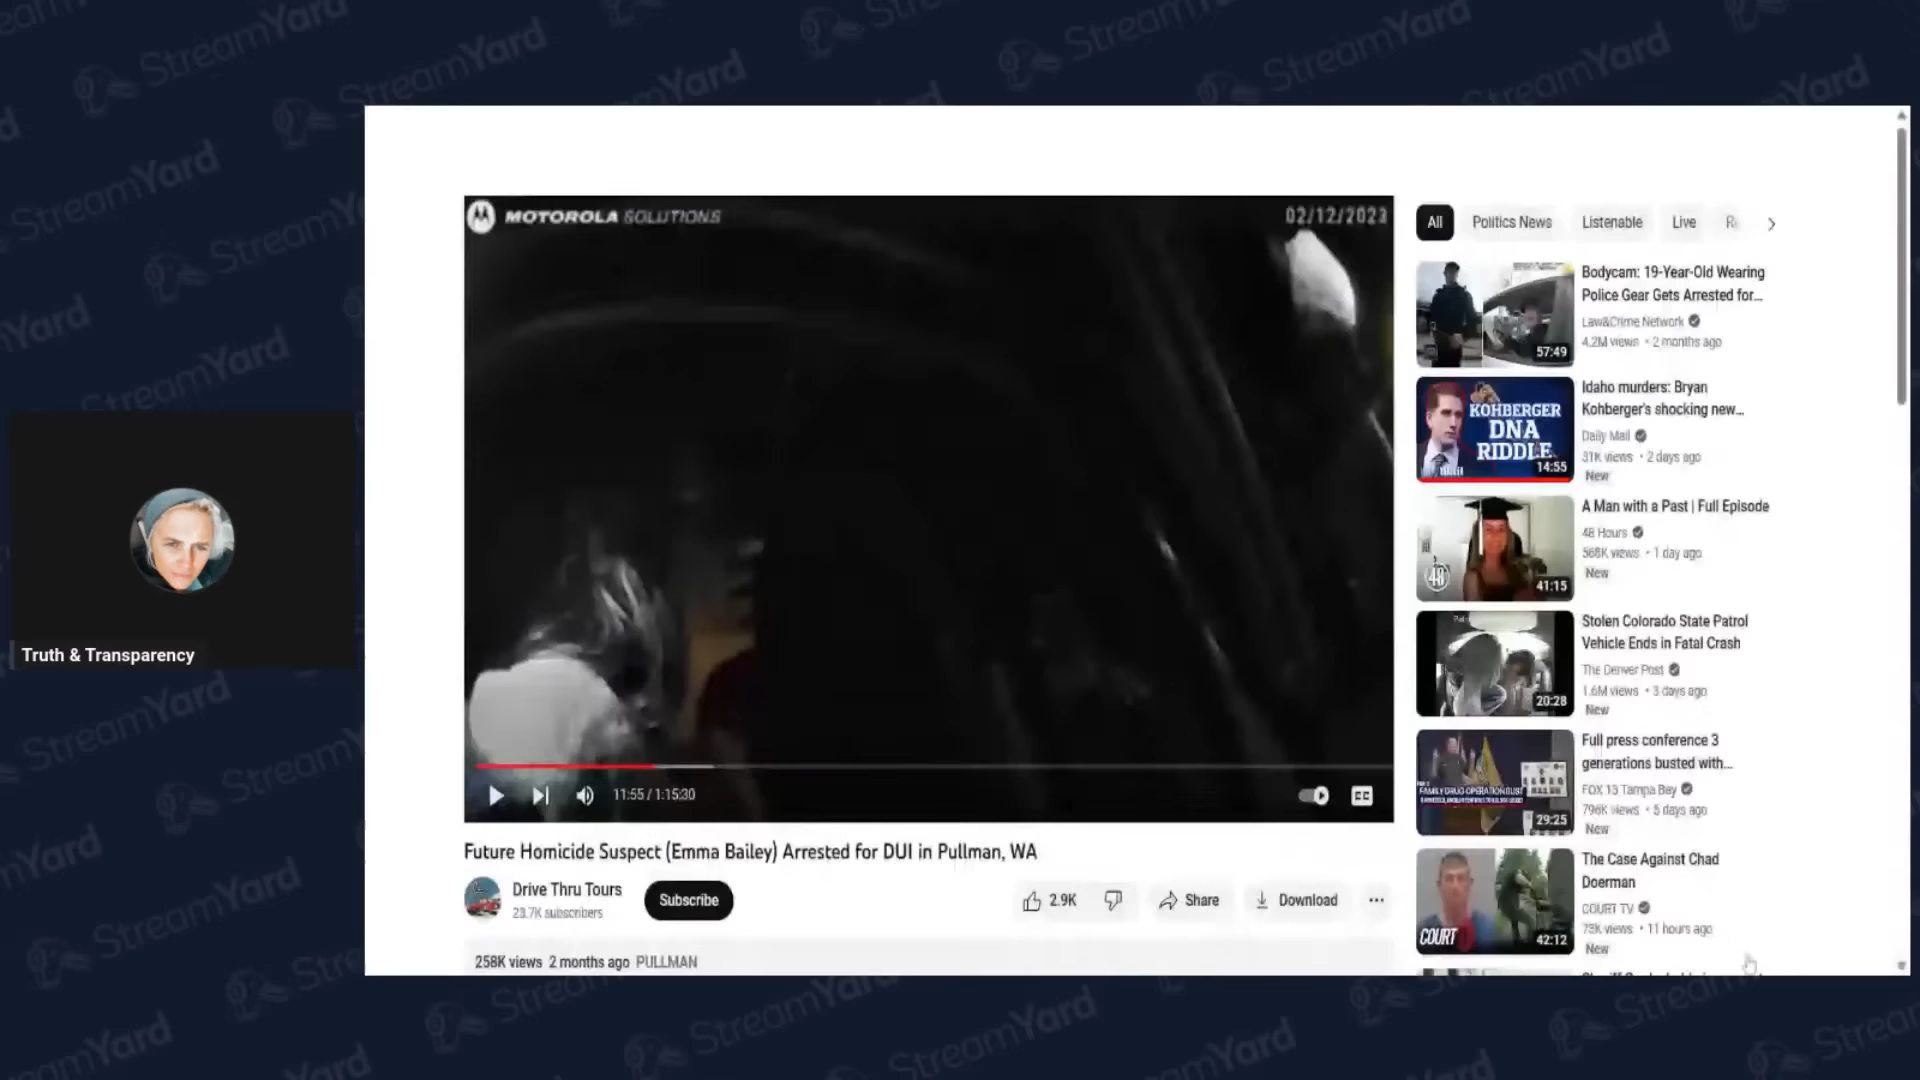 StreamYard
MOTOROLA SOLUTIONS
02/12/2023
11:55 / 1:15:30
CC
Future Homicide Suspect (Emma Bailey) Arrested for DUI in Pullman, WA
Drive Thru Tours
23.7K subscribers
Subscribe
2.9K
Share
Download
258K views 2 months ago PULLMAN
Truth & Transparency
All
Politics News
Listenable
Live
Bodycam: 19-Year-Old Wearing
Police Gear Gets Arrested for...
Law&Crime Network
4.2M views • 2 months ago
57:49
KOHBERGER
DNA
RIDDLE
14:55
Idaho murders: Bryan
Kohberger's shocking new...
Daily Mail
31K views • 2 days ago
New
48
41:15
A Man with a Past | Full Episode
48 Hours
568K views • 1 day ago
New
20:28
Stolen Colorado State Patrol
Vehicle Ends in Fatal Crash
The Denver Post
1.6M views • 3 days ago
New
FAMILY DRUG OPERATION BUST
29:25
Full press conference 3
generations busted with...
FOX 13 Tampa Bay
796K views • 5 days ago
New
COURT
42:12
The Case Against Chad
Doerman
COURT TV
73K views • 11 hours ago
New